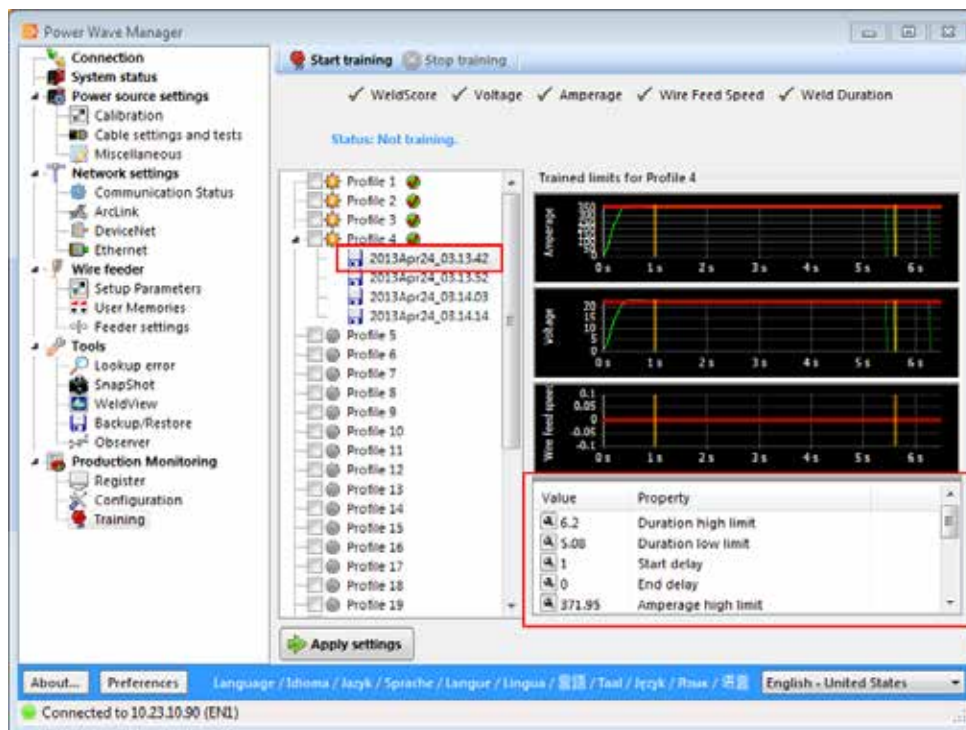 Power Wave Manager
Connection
System status
Power source settings
Calibration
Cable settings and tests
Miscellaneous
Network settings
Communication Status
ArcLink
DeviceNet
Ethernet
Wire feeder
Setup Parameters
User Memories
Feeder settings
Tools
Lookup error
SnapShot
WeldView
Backup/Restore
Observer
Production Monitoring
Register
Configuration
Training
Start training Stop training
WeldScore Voltage Amperage Wire Feed Speed Weld Duration
Status: Not training.
Profile 1
Profile 2
Profile 3
Profile 4
2013Apr24_03.13.42
2013Apr24_03.13.52
2013Apr24_03.14.03
2013Apr24_03.14.14
Profile 5
Profile 6
Profile 7
Profile 8
Profile 9
Profile 10
Profile 11
Profile 12
Profile 13
Profile 14
Profile 15
Profile 16
Profile 17
Profile 18
Profile 19
Apply settings
Trained limits for Profile 4
Amperage
0s 1s 2s 3s 4s 5s 6s
Voltage
20
15
10
5
0s 1s 2s 3s 4s 5s 6s
Wire feed speed
0.1
0.05
0
-0.05
-0.1
0s 1s 2s 3s 4s 5s 6s
Value Property
6.2 Duration high limit
5.08 Duration low limit
1 Start delay
0 End delay
371.95 Amperage high limit
About... Preferences Language / Idioma / Jazyk / Sprache / Langue / Lingua / 言語 / Taal / Język / Язык / 语言 English - United States
Connected to 10.23.10.90 (EN1)